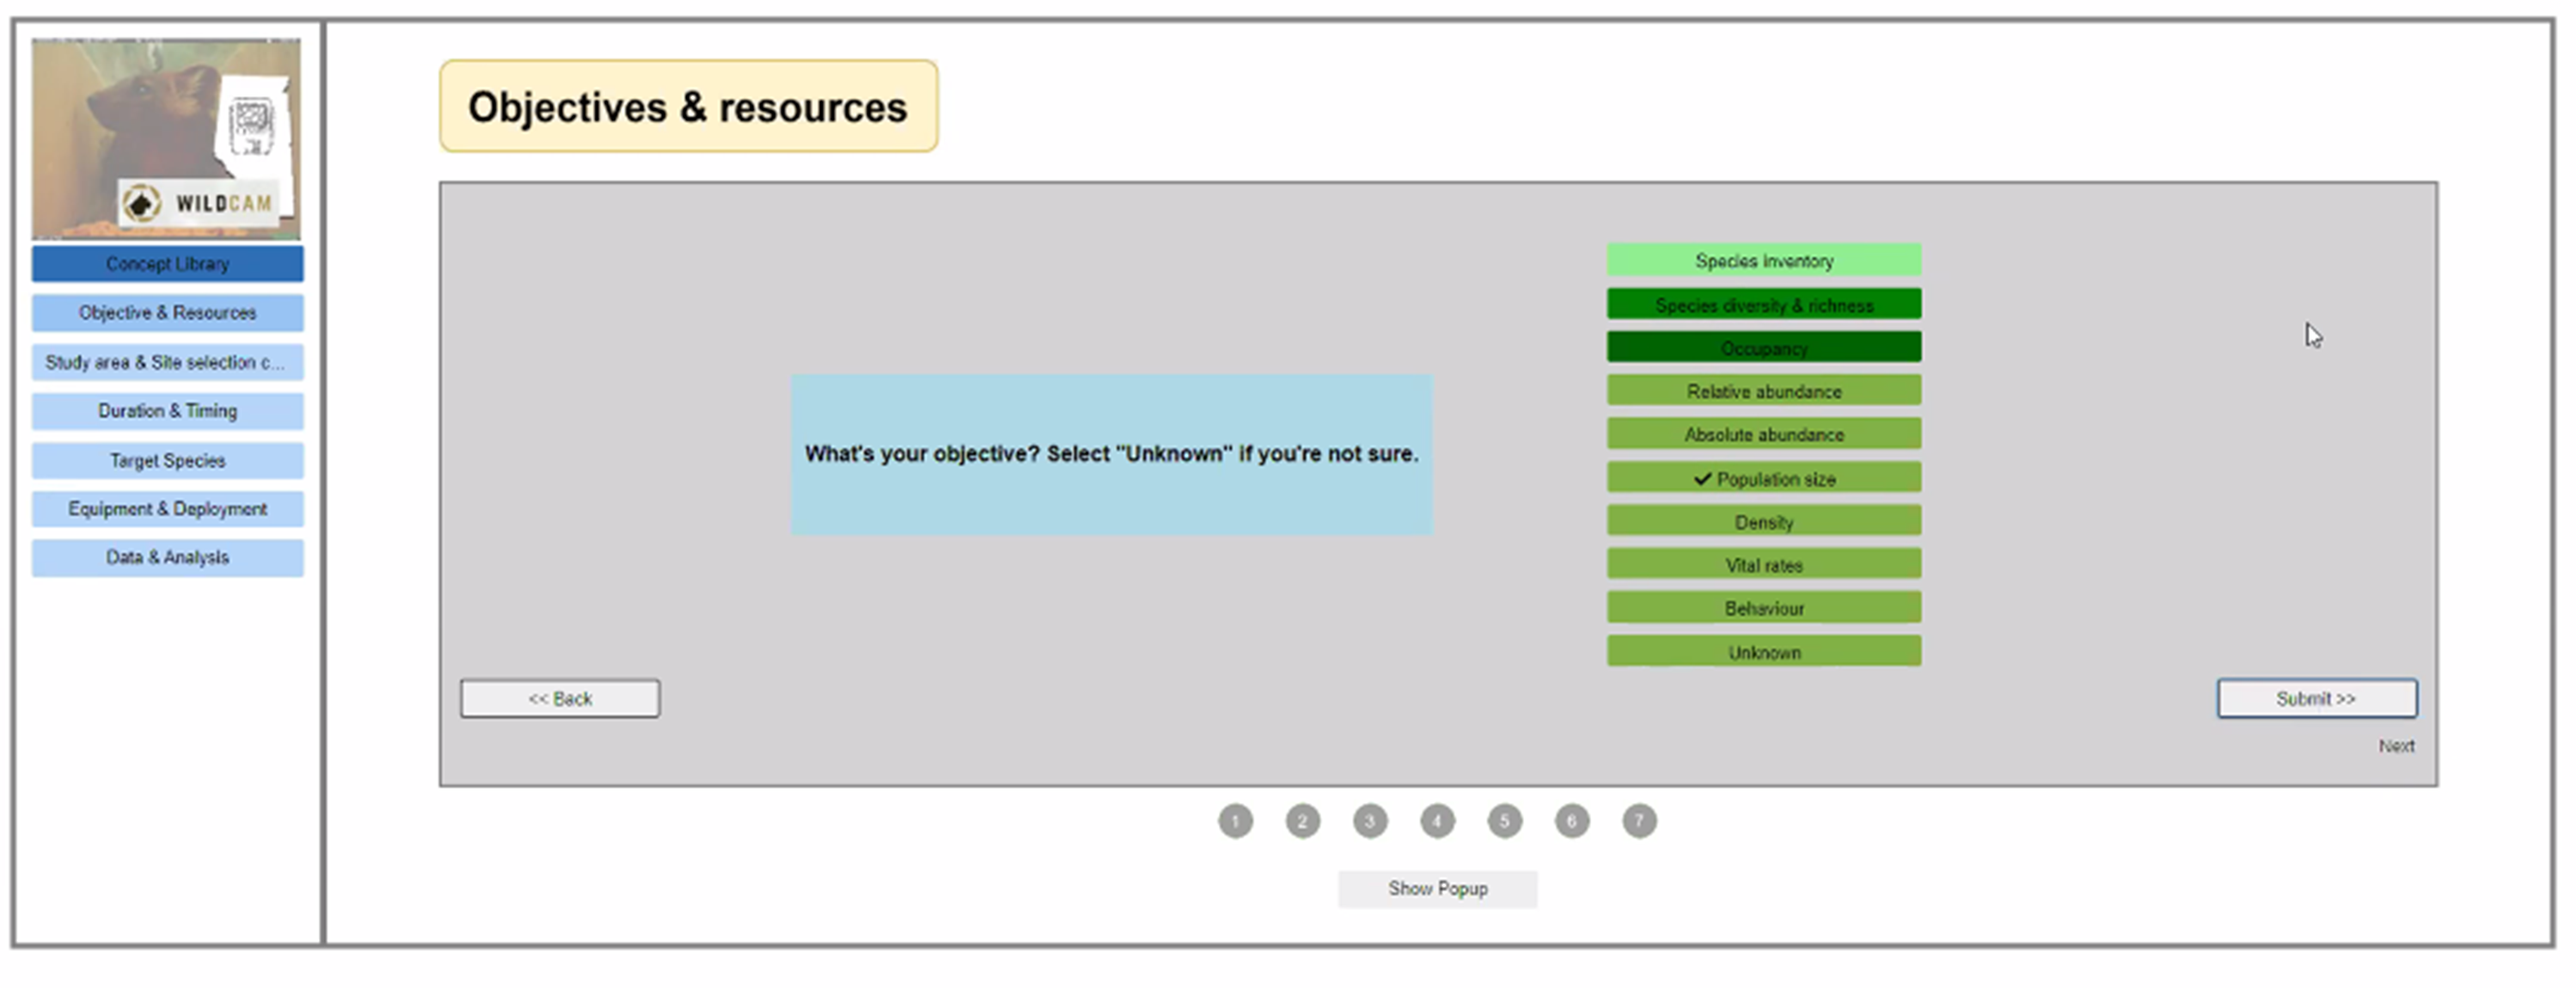 WILDCAM
Concept Library
Objective & Resources
Study area & Site selection c...
Duration & Timing
Target Species
Equipment & Deployment
Data & Analysis
Objectives & resources
What's your objective? Select "Unknown" if you're not sure.
Species inventory
Species diversity & richness
Occupancy
Relative abundance
Absolute abundance
✓ Population size
Density
Vital rates
Behaviour
Unknown
<< Back
Submit >>
Next
1 2 3 4 5 6 7
Show Popup